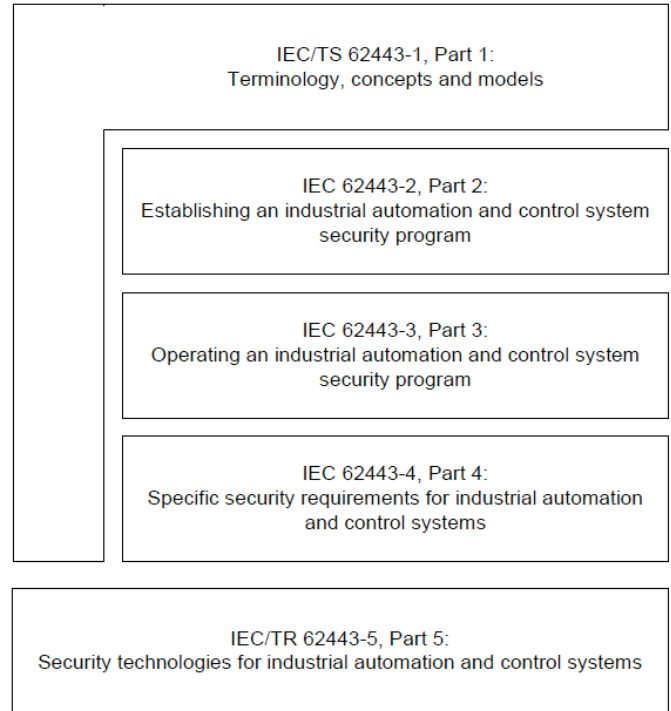 IEC/TS 62443-1, Part 1:
Terminology, concepts and models
IEC 62443-2, Part 2:
Establishing an industrial automation and control system
security program
IEC 62443-3, Part 3:
Operating an industrial automation and control system
security program
IEC 62443-4, Part 4:
Specific security requirements for industrial automation
and control systems
IEC/TR 62443-5, Part 5:
Security technologies for industrial automation and control systems